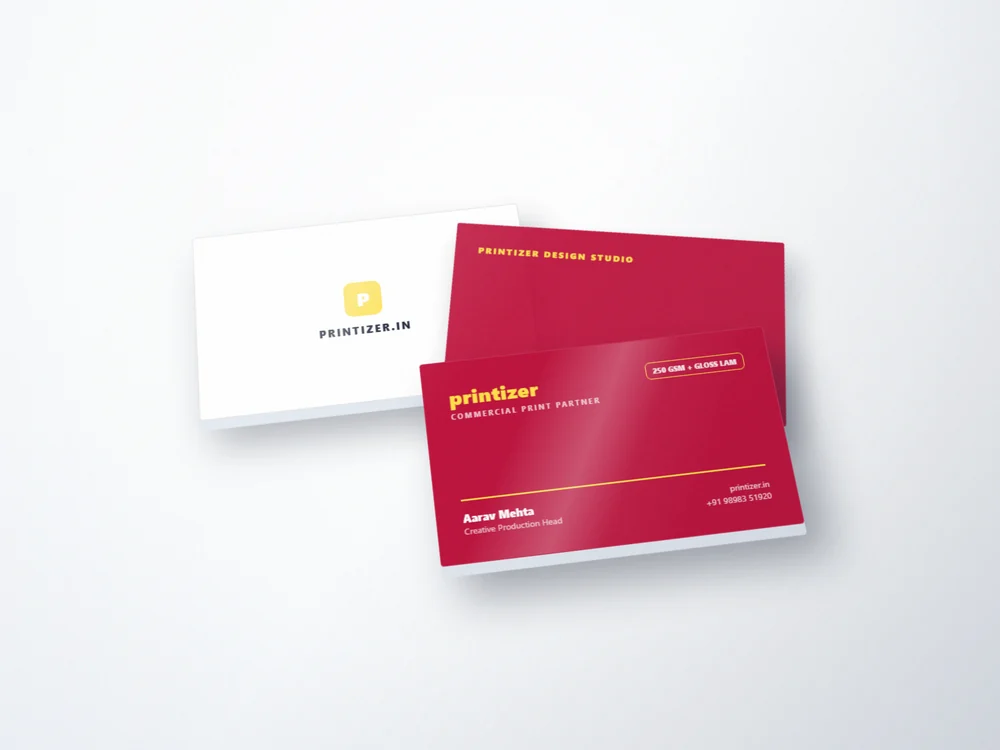 P
PRINTIZER.IN
PRINTIZER DESIGN STUDIO
printizer
COMMERCIAL PRINT PARTNER
250 GSM + GLOSS LAM
Aarav Mehta
Creative Production Head
printizer.in
+91 98983 51920